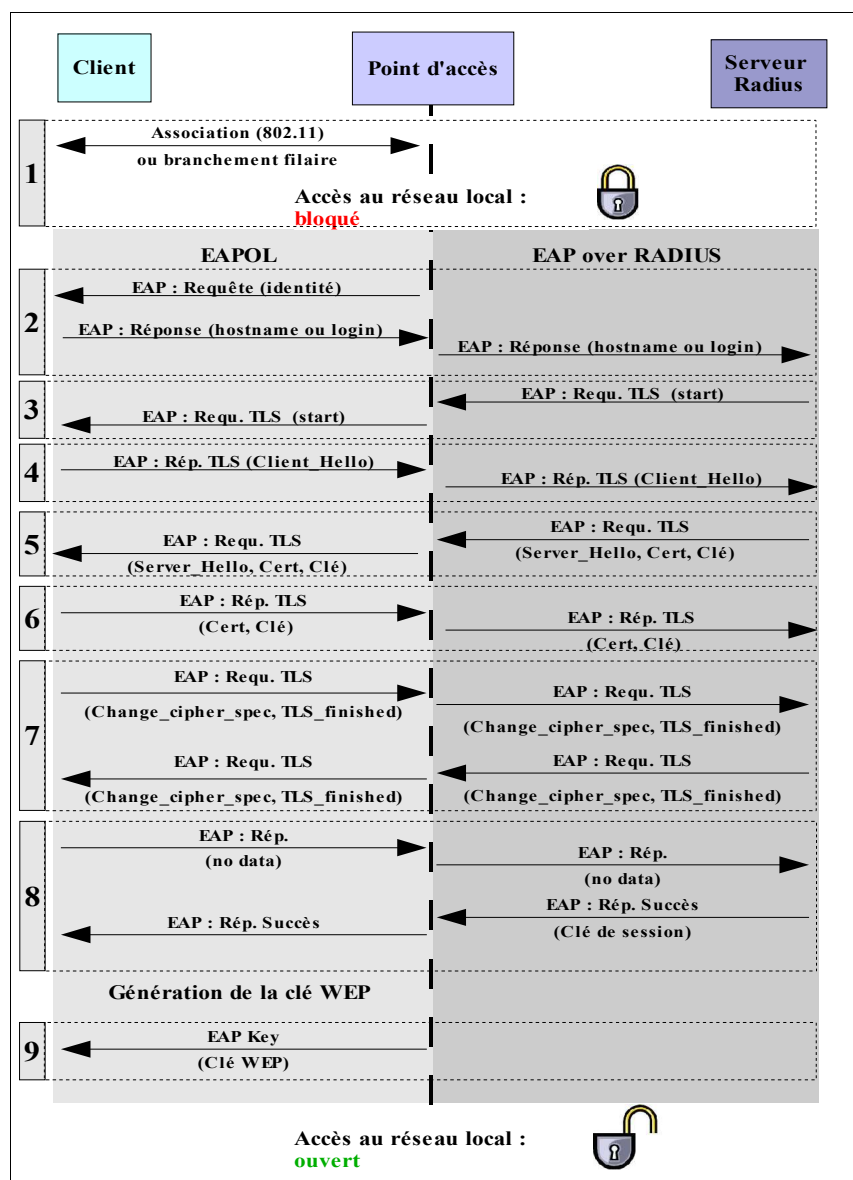 Client
Point d'accès
Serveur
Radius
1
Association (802.11)
ou branchement filaire
Accès au réseau local :
bloqué
EAPOL
EAP over RADIUS
2
EAP : Requête (identité)
EAP : Réponse (hostname ou login)
EAP : Réponse (hostname ou login)
3
EAP : Requ. TLS (start)
EAP : Requ. TLS (start)
4
EAP : Rép. TLS (Client_Hello)
EAP : Rép. TLS (Client_Hello)
5
EAP : Requ. TLS
(Server_Hello, Cert, Clé)
EAP : Requ. TLS
(Server_Hello, Cert, Clé)
6
EAP : Rép. TLS
(Cert, Clé)
EAP : Rép. TLS
(Cert, Clé)
7
EAP : Requ. TLS
(Change_cipher_spec, TLS_finished)
EAP : Requ. TLS
(Change_cipher_spec, TLS_finished)
EAP : Requ. TLS
(Change_cipher_spec, TLS_finished)
EAP : Requ. TLS
(Change_cipher_spec, TLS_finished)
8
EAP : Rép.
(no data)
EAP : Rép.
(no data)
EAP : Rép. Succès
(Clé de session)
EAP : Rép. Succès
Génération de la clé WEP
9
EAP Key
(Clé WEP)
Accès au réseau local :
ouvert